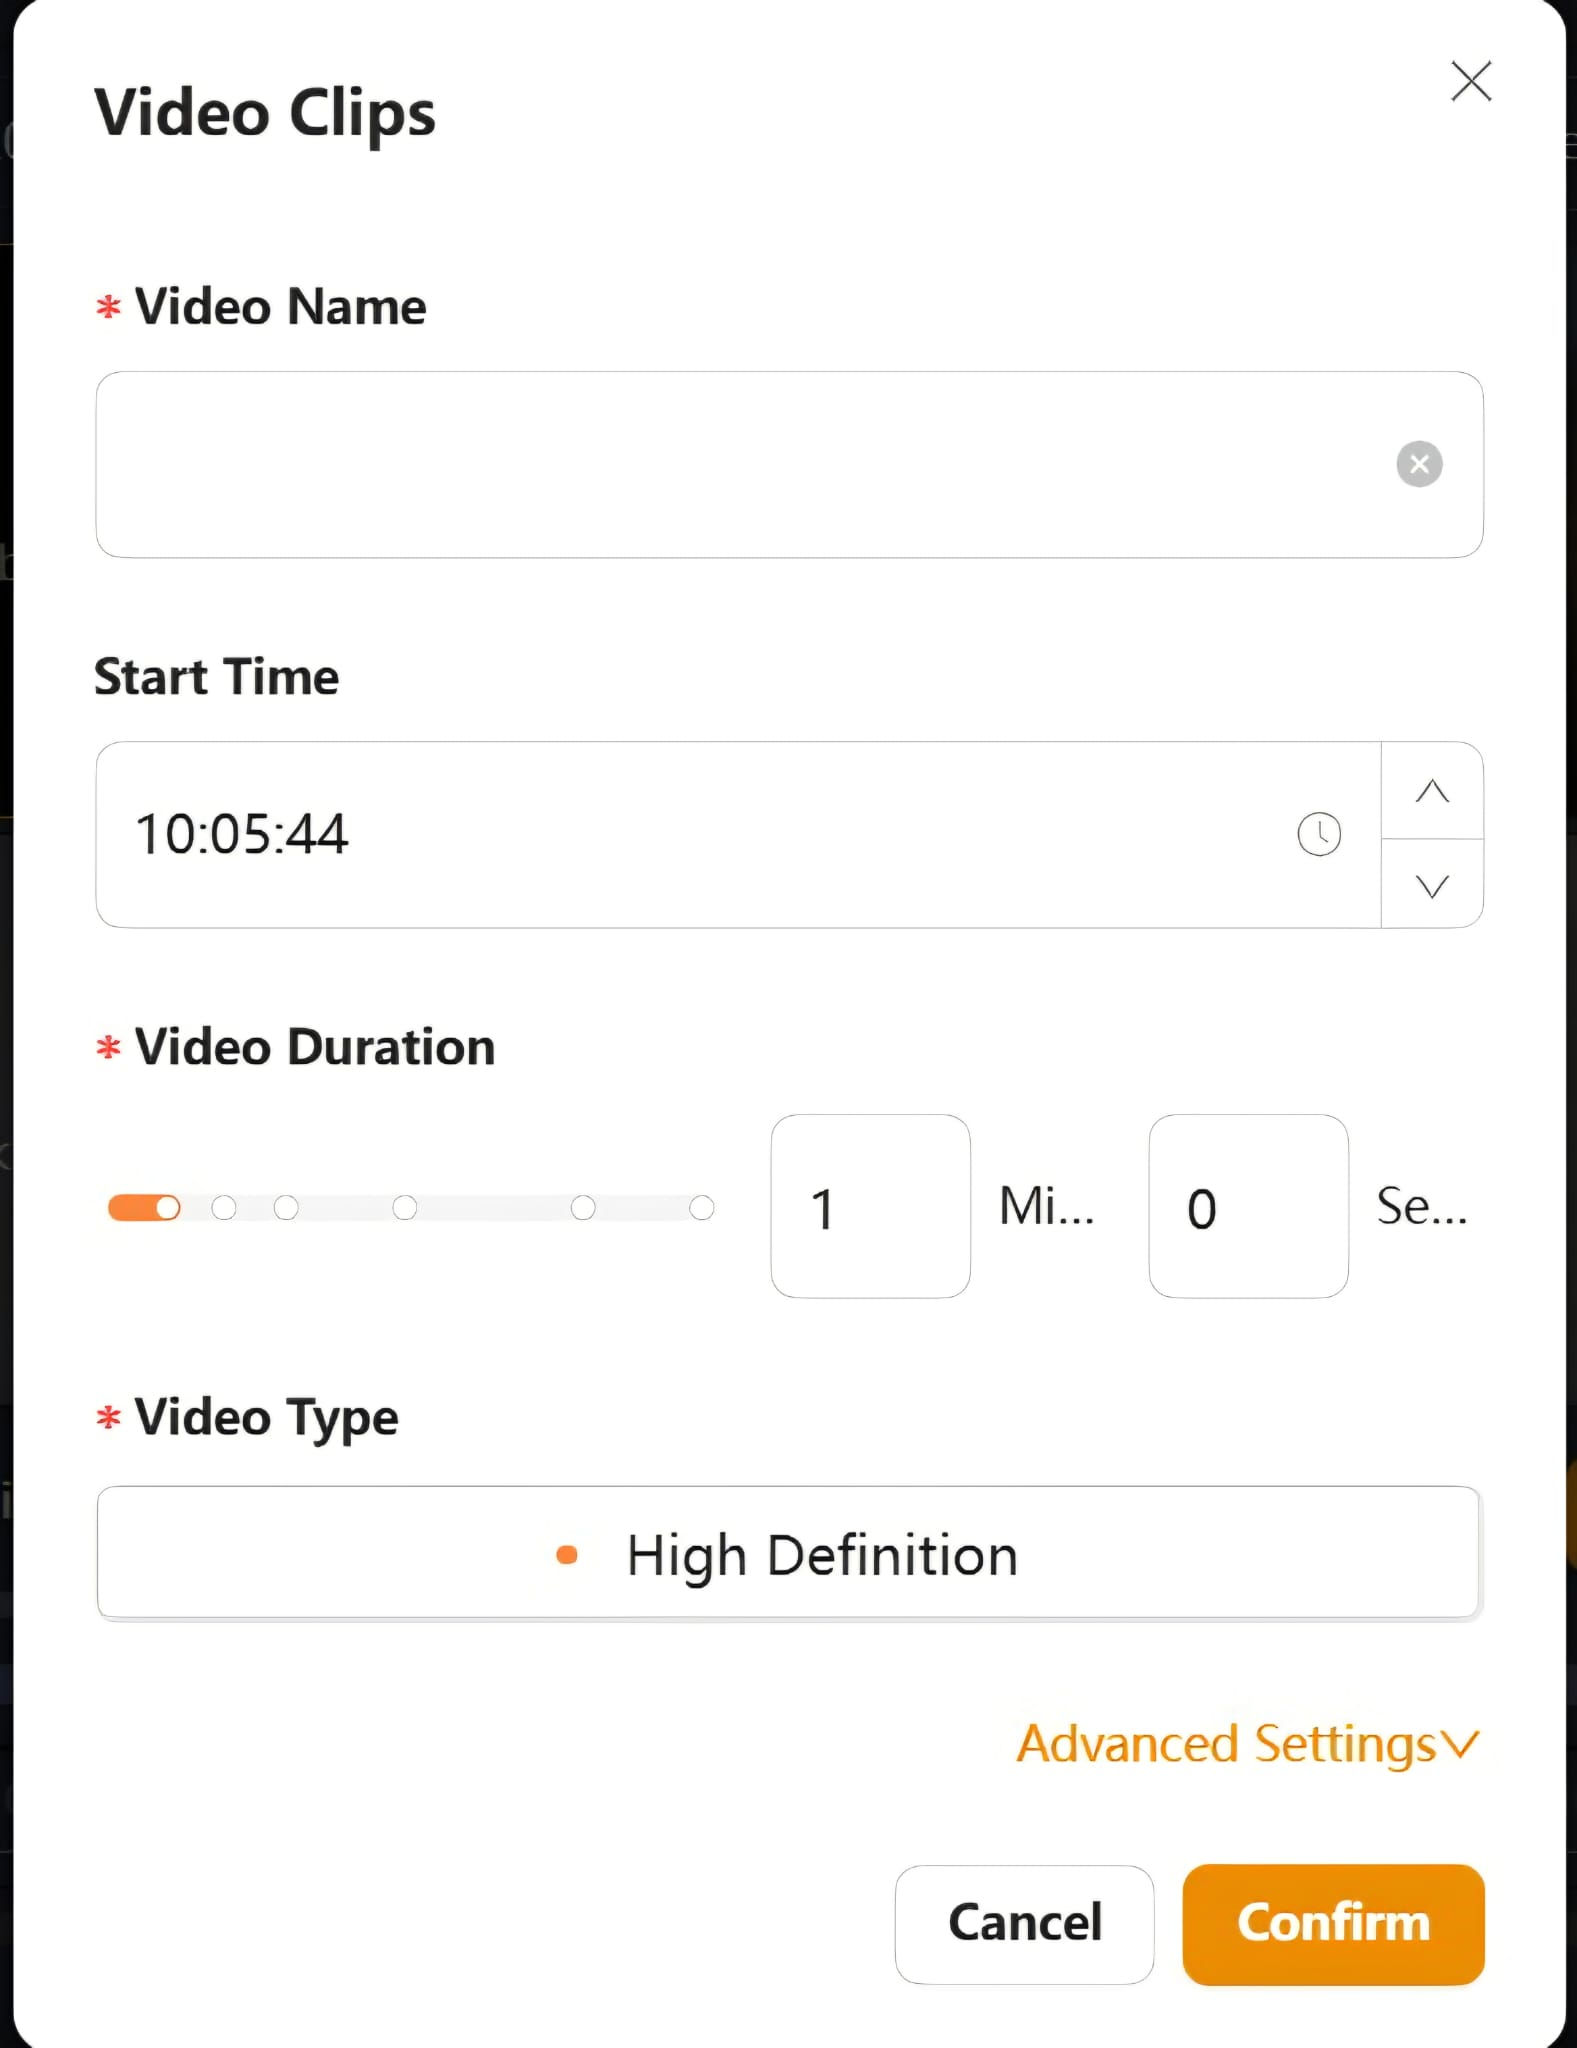 Video Clips
* Video Name
Start Time
10:05:44
* Video Duration
1 Mi... 0 Se...
* Video Type
High Definition
Advanced Settings
Cancel Confirm